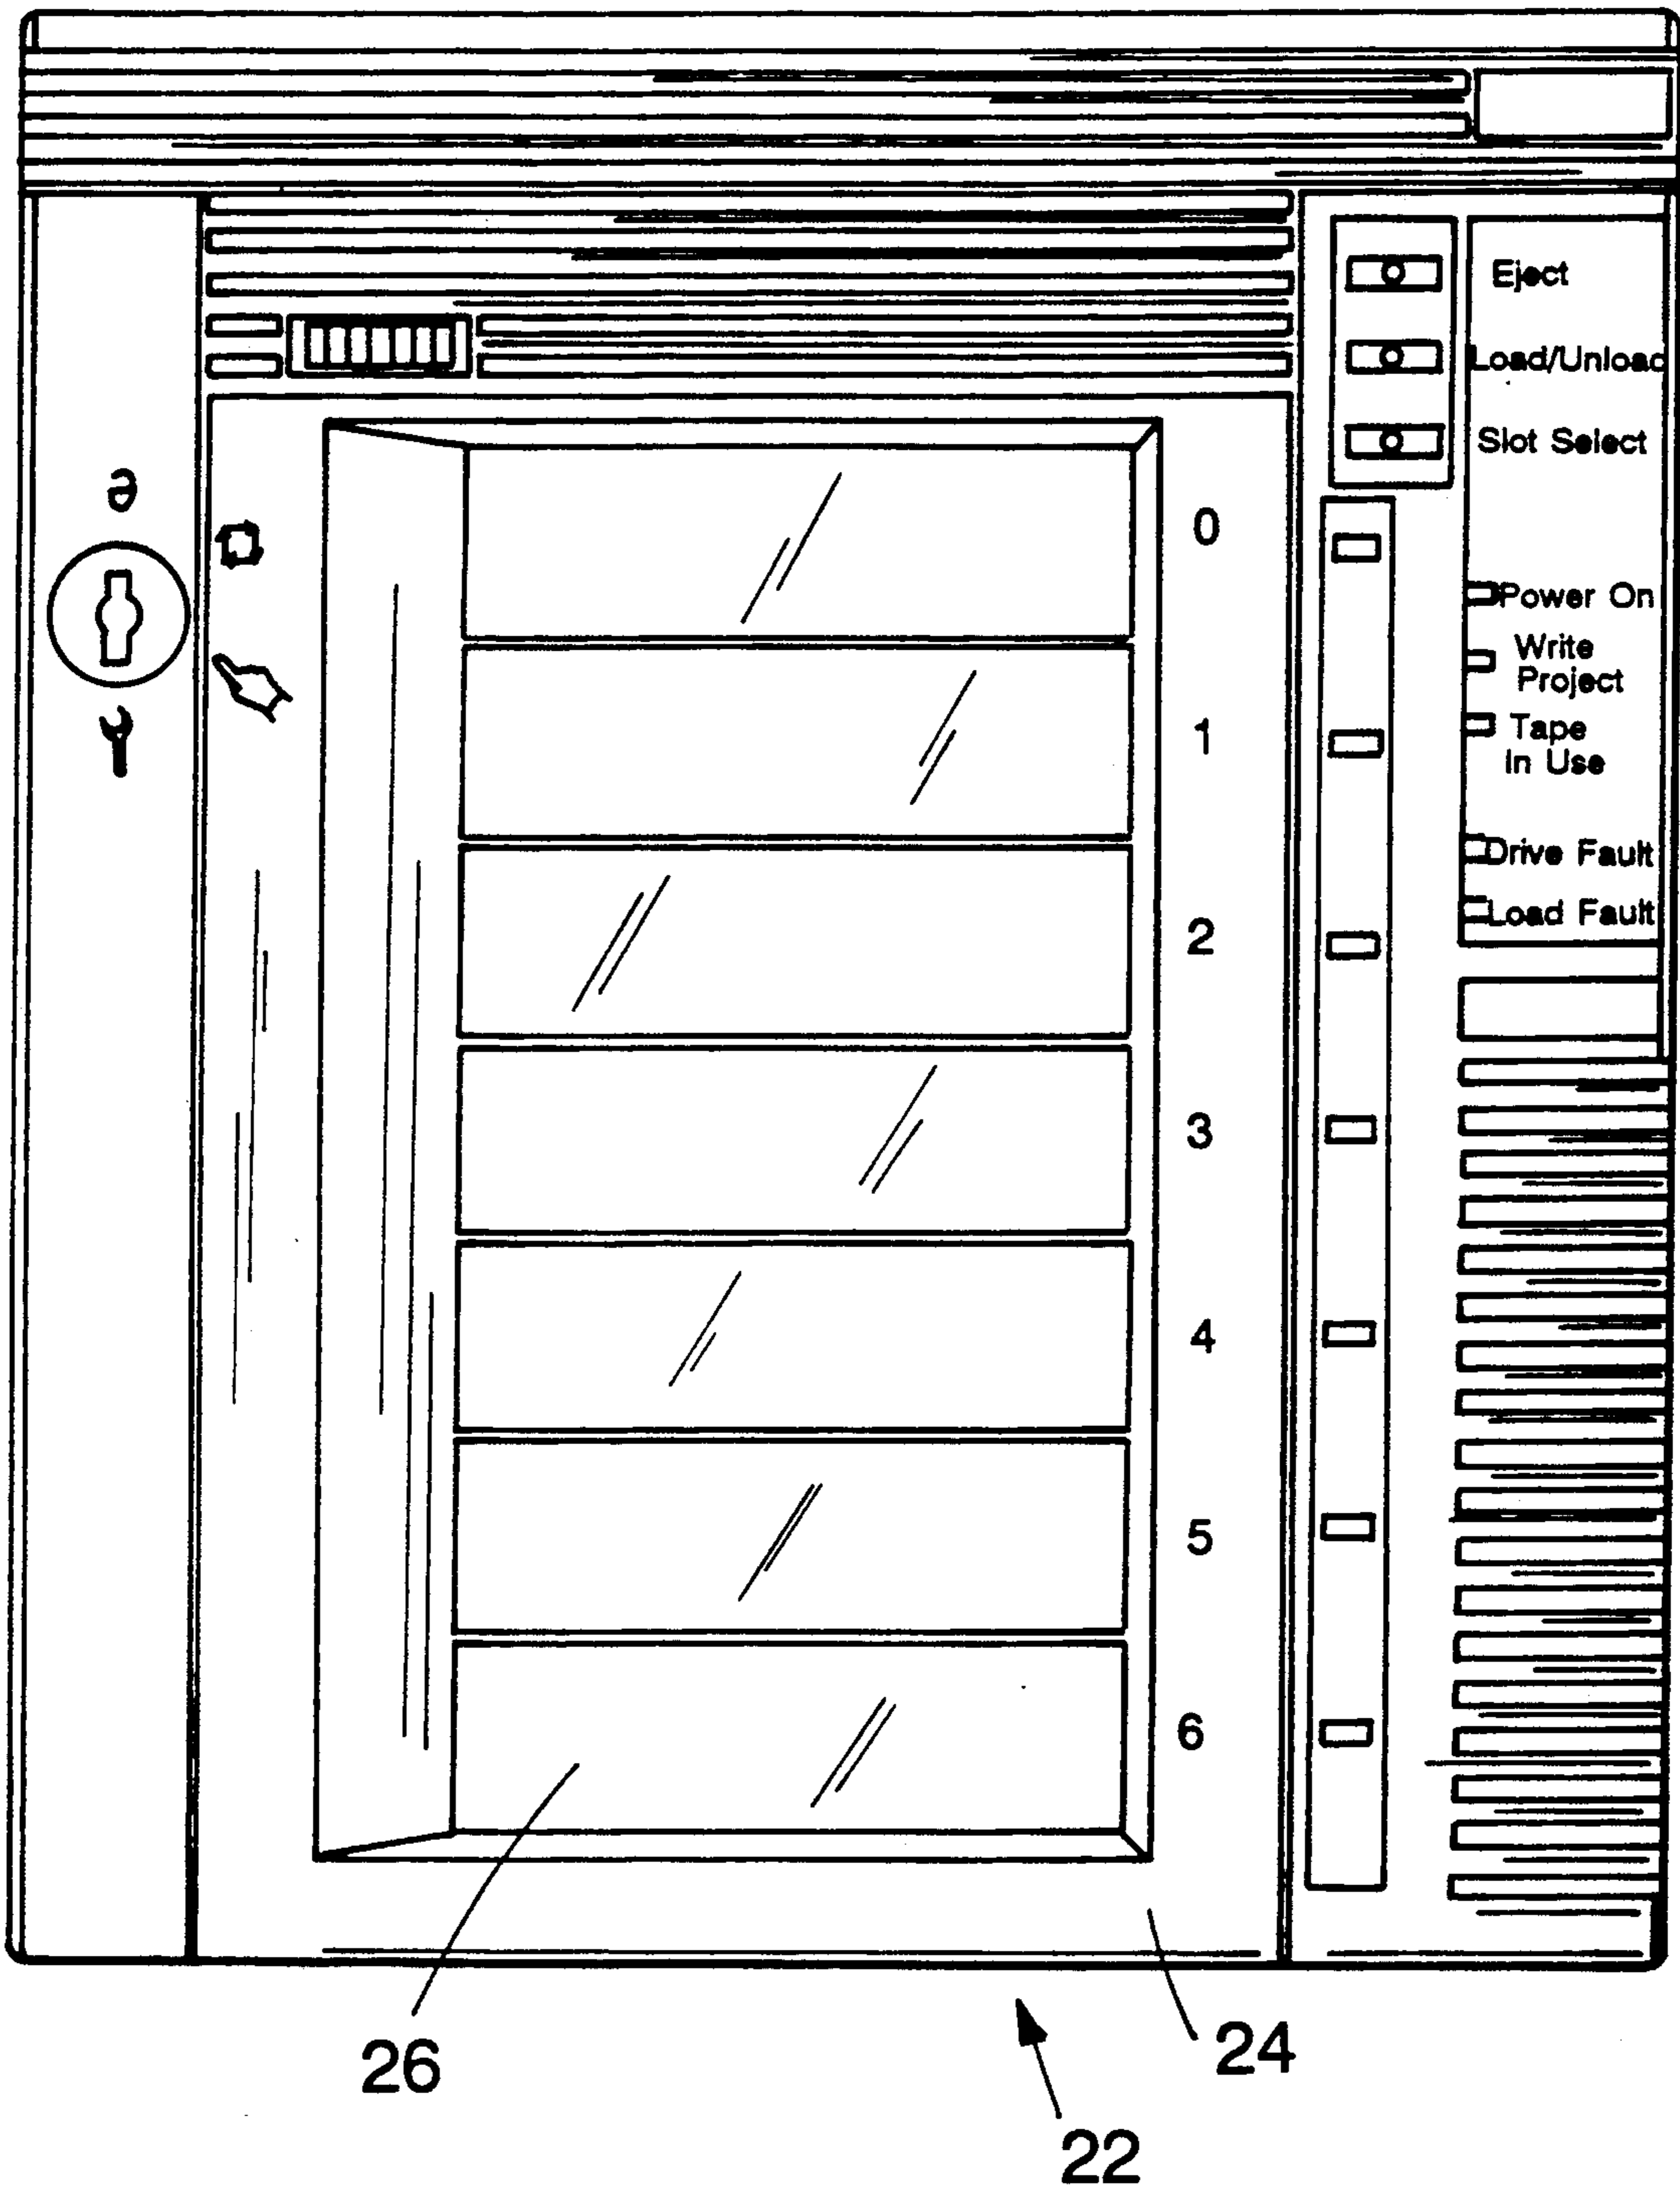 Eject
Load/Unload
Slot Select
0
Power On
Write
Project
1
Tape
In Use
Drive Fault
Load Fault
2
3
4
5
6
26
24
22